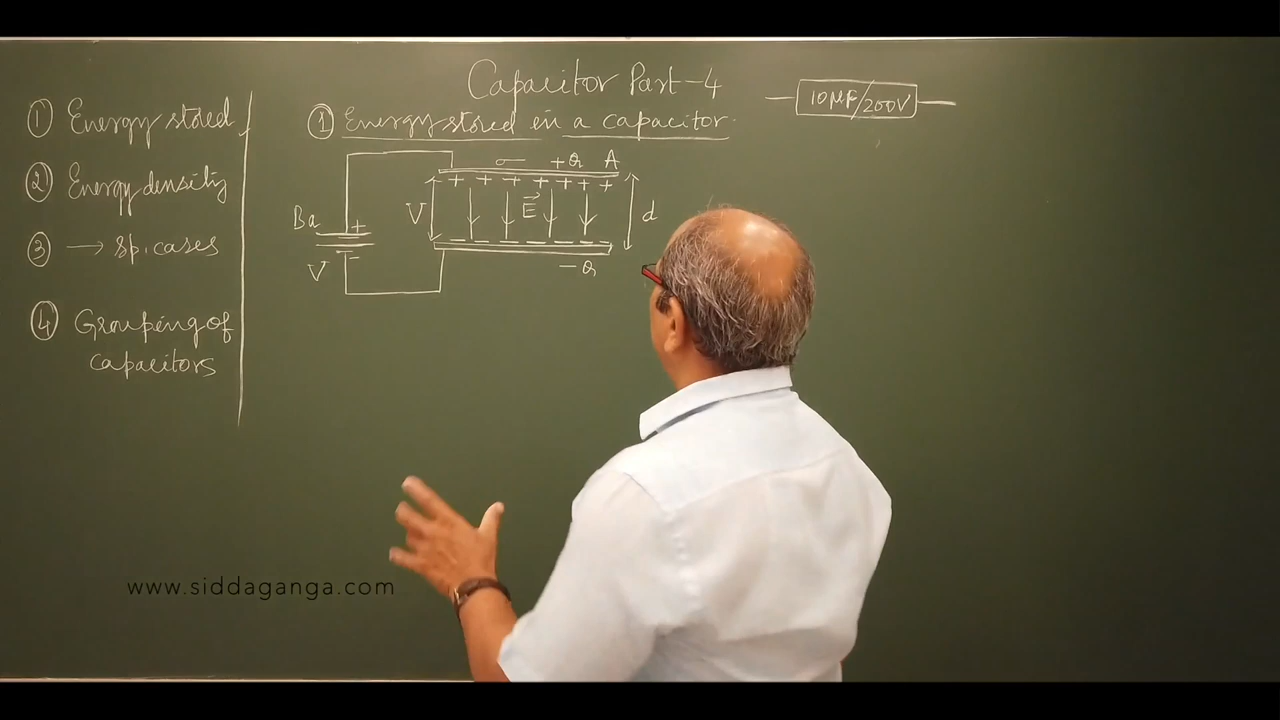 Capacitor Part-4
10μF/200V
① Energy stored
② Energy density
③ → Sp. cases
④ Grouping of
capacitors
① Energy stored in a capacitor.
σ +Q A
+ + + + + + +
Ba + V E d
V -
-Q
www.siddaganga.com